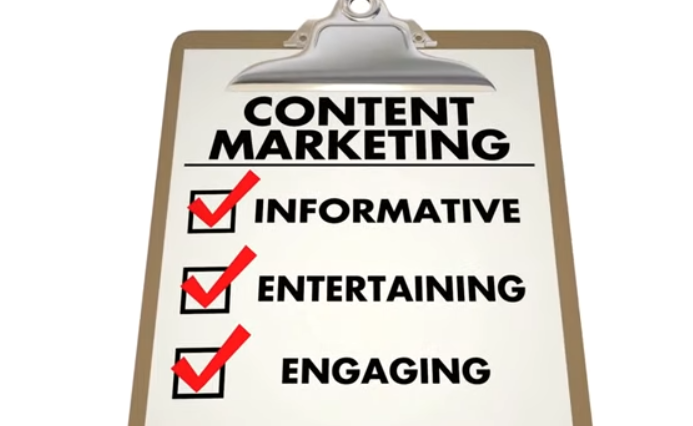 CONTENT
MARKETING
INFORMATIVE
ENTERTAINING
ENGAGING